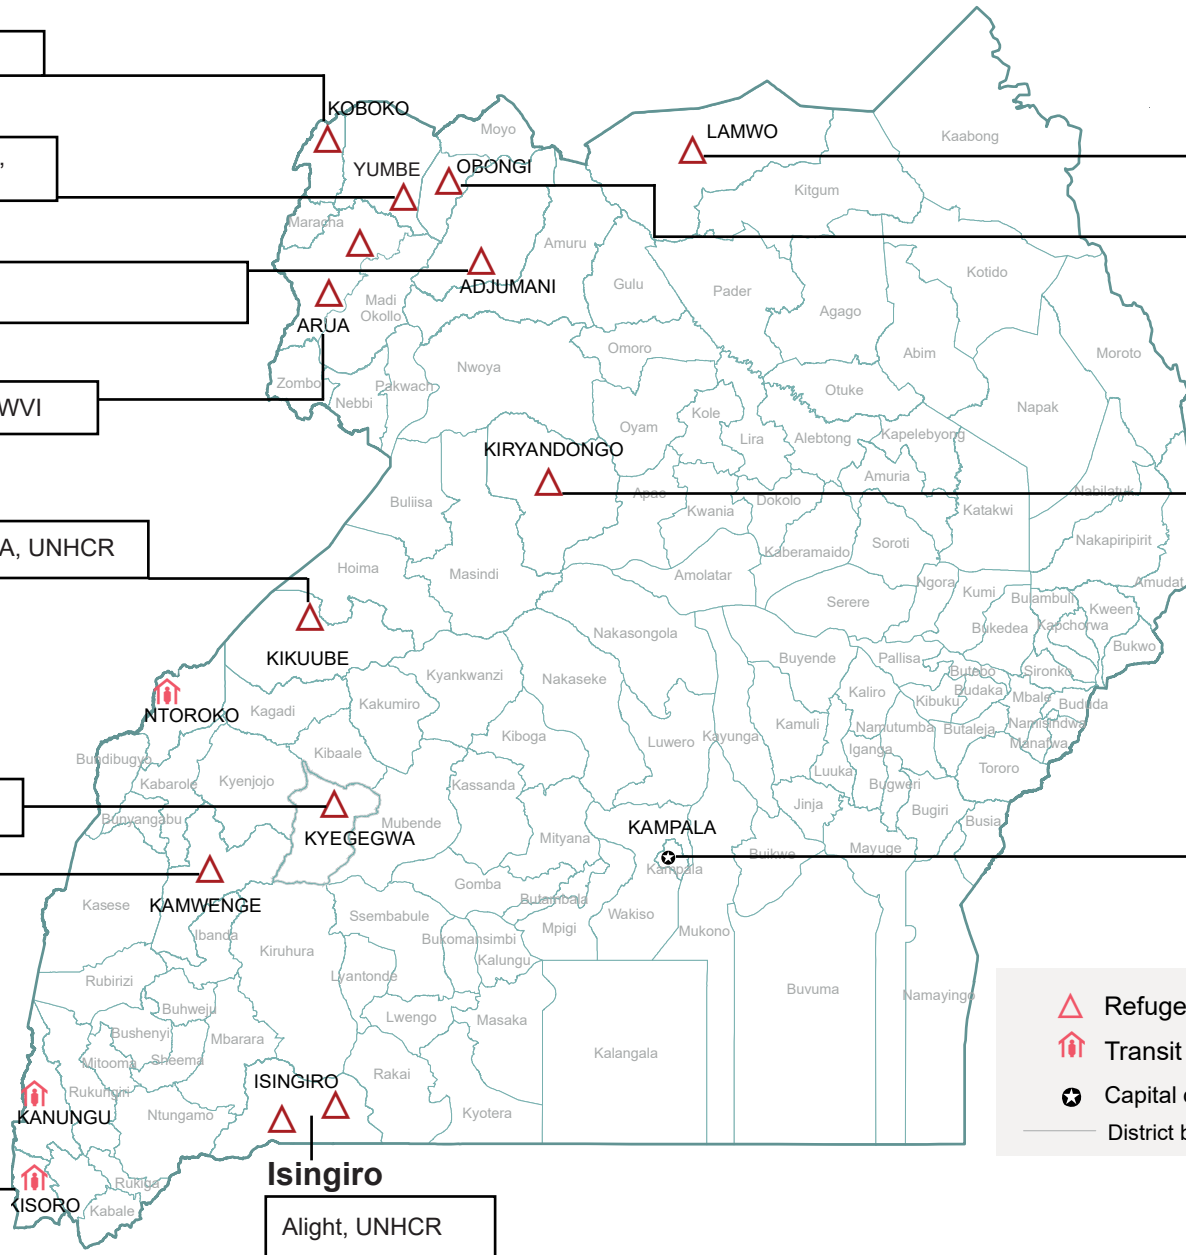 KOBOKO
Moyo
LAMWO
Kaabong
,
YUMBE
OBONGI
Kitgum
Maracha
Amuru
Kotido
ADJUMANI
Gulu
Pader
Madi
Okollo
Agago
ARUA
Omoro
Abim
Moroto
Nwoya
Zombo
Pakwach
Nebbi
Otuke
WVI
Kole
Napak
Oyam
Lira
Alebtong
Kapelebyong
KIRYANDONGO
Amuria
Apac
Nabilatuk
Buliisa
Dokolo
Kwania
Katakwi
A, UNHCR
Kaberamaido
Soroti
Nakapiripirit
Hoima
Masindi
Amolatar
Ngora
Amudat
Kumi
Bulambuli
Serere
Kween
Bukedea
Kapchorwa
Nakasongola
Bukwo
KIKUUBE
Buyende
Pallisa
Kyankwanzi
Nakaseke
Butebo
Sironko
Kaliro
Budaka
Mbale
Kibuku
Bududa
NTOROKO
Kagadi
Kakumiro
Kamuli
Namutumba
Butaleja
Namisindwa
Kiboga
Luwero
Kayunga
Iganga
Manafwa
Bundibugyo
Kibaale
Luuka
Tororo
Kabarole
Kyenjojo
Kassanda
Bugweri
Jinja
Bugiri
Bunyangabu
Mubende
Busia
KYEGEGWA
Mityana
KAMPALA
Mayuge
Buikwe
Kampala
Gomba
KAMWENGE
Kasese
Butambala
Ssembabule
Wakiso
Mpigi
Mukono
Ibanda
Bukomansimbi
Kiruhura
Kalungu
Lyantonde
Rubirizi
Buvuma
Namayingo
Buhweju
Refuge
Lwengo
Masaka
Bushenyi
Mbarara
Transit
Kalangala
Mitooma
Sheema
Rakai
ISINGIRO
Rukungiri
Capital
KANUNGU
Ntungamo
Kyotera
District b
Isingiro
Rukiga
KISORO
Kabale
Alight, UNHCR